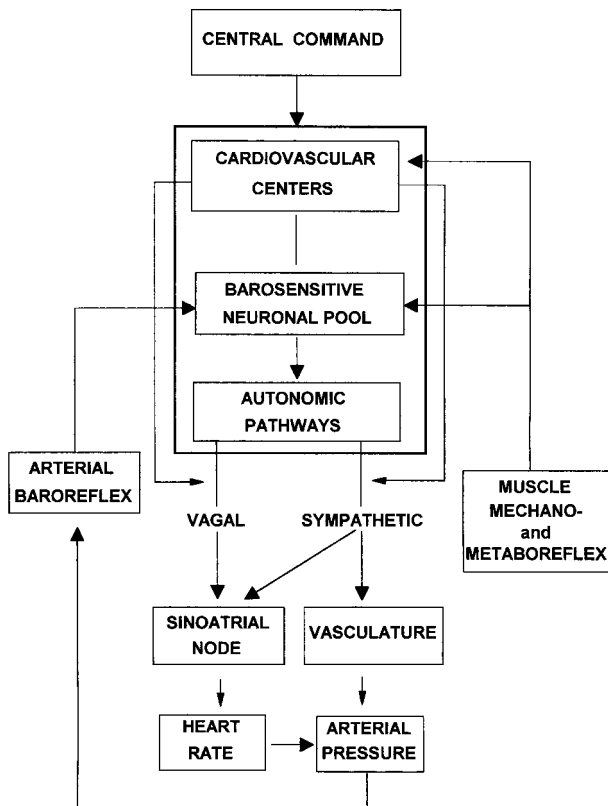 CENTRAL COMMAND
CARDIOVASCULAR
CENTERS
BAROSENSITIVE
NEURONAL POOL
AUTONOMIC
PATHWAYS
ARTERIAL
BAROREFLEX
MUSCLE
MECHANO-
and
METABOREFLEX
VAGAL
SYMPATHETIC
SINOATRIAL
NODE
VASCULATURE
HEART
RATE
ARTERIAL
PRESSURE